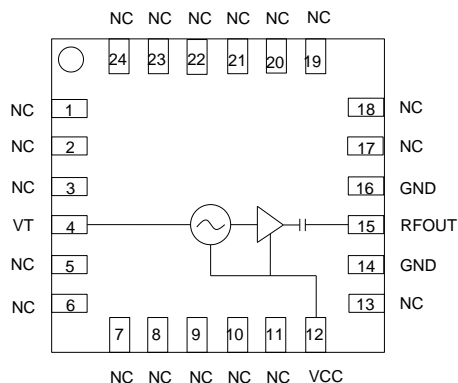 NC NC NC NC NC NC
24 23 22 21 20 19
NC 1 18 NC
NC 2 17 NC
NC 3 16 GND
VT 4 15 RFOUT
NC 5 14 GND
NC 6 13 NC
7 8 9 10 11 12
NC NC NC NC NC VCC